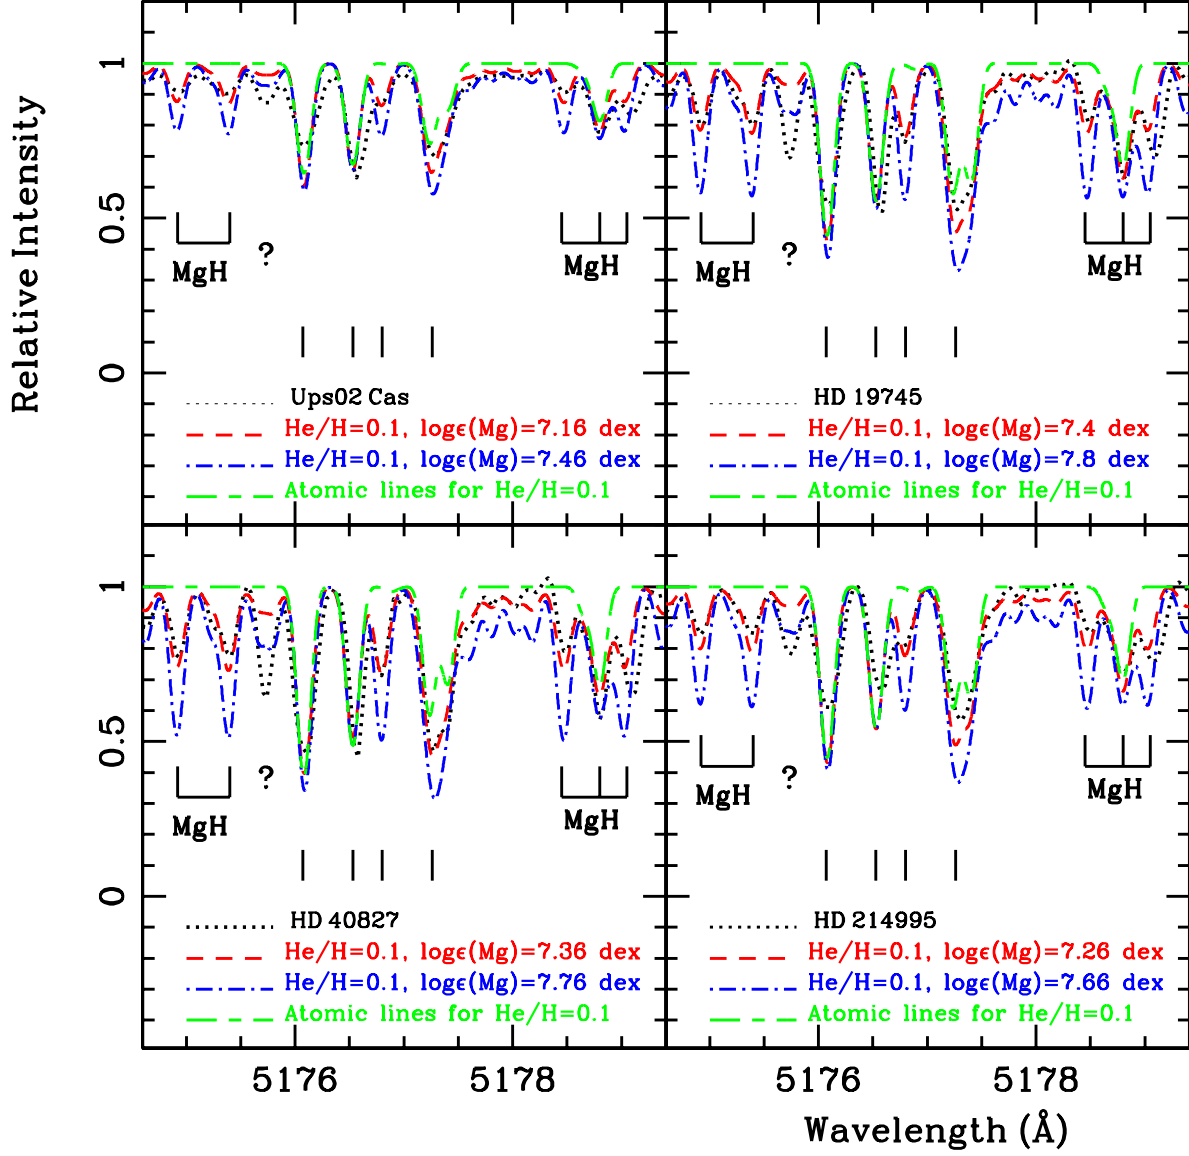 Relative Intensity
1
0.5
0
MgH
?
MgH
Ups02 Cas
He/H=0.1, logϵ(Mg)=7.16 dex
He/H=0.1, logϵ(Mg)=7.46 dex
Atomic lines for He/H=0.1
MgH
?
MgH
HD 19745
He/H=0.1, logϵ(Mg)=7.4 dex
He/H=0.1, logϵ(Mg)=7.8 dex
Atomic lines for He/H=0.1
1
0.5
0
MgH
?
MgH
HD 40827
He/H=0.1, logϵ(Mg)=7.36 dex
He/H=0.1, logϵ(Mg)=7.76 dex
Atomic lines for He/H=0.1
MgH
?
MgH
HD 214995
He/H=0.1, logϵ(Mg)=7.26 dex
He/H=0.1, logϵ(Mg)=7.66 dex
Atomic lines for He/H=0.1
5176 5178 5176 5178
Wavelength (Å)